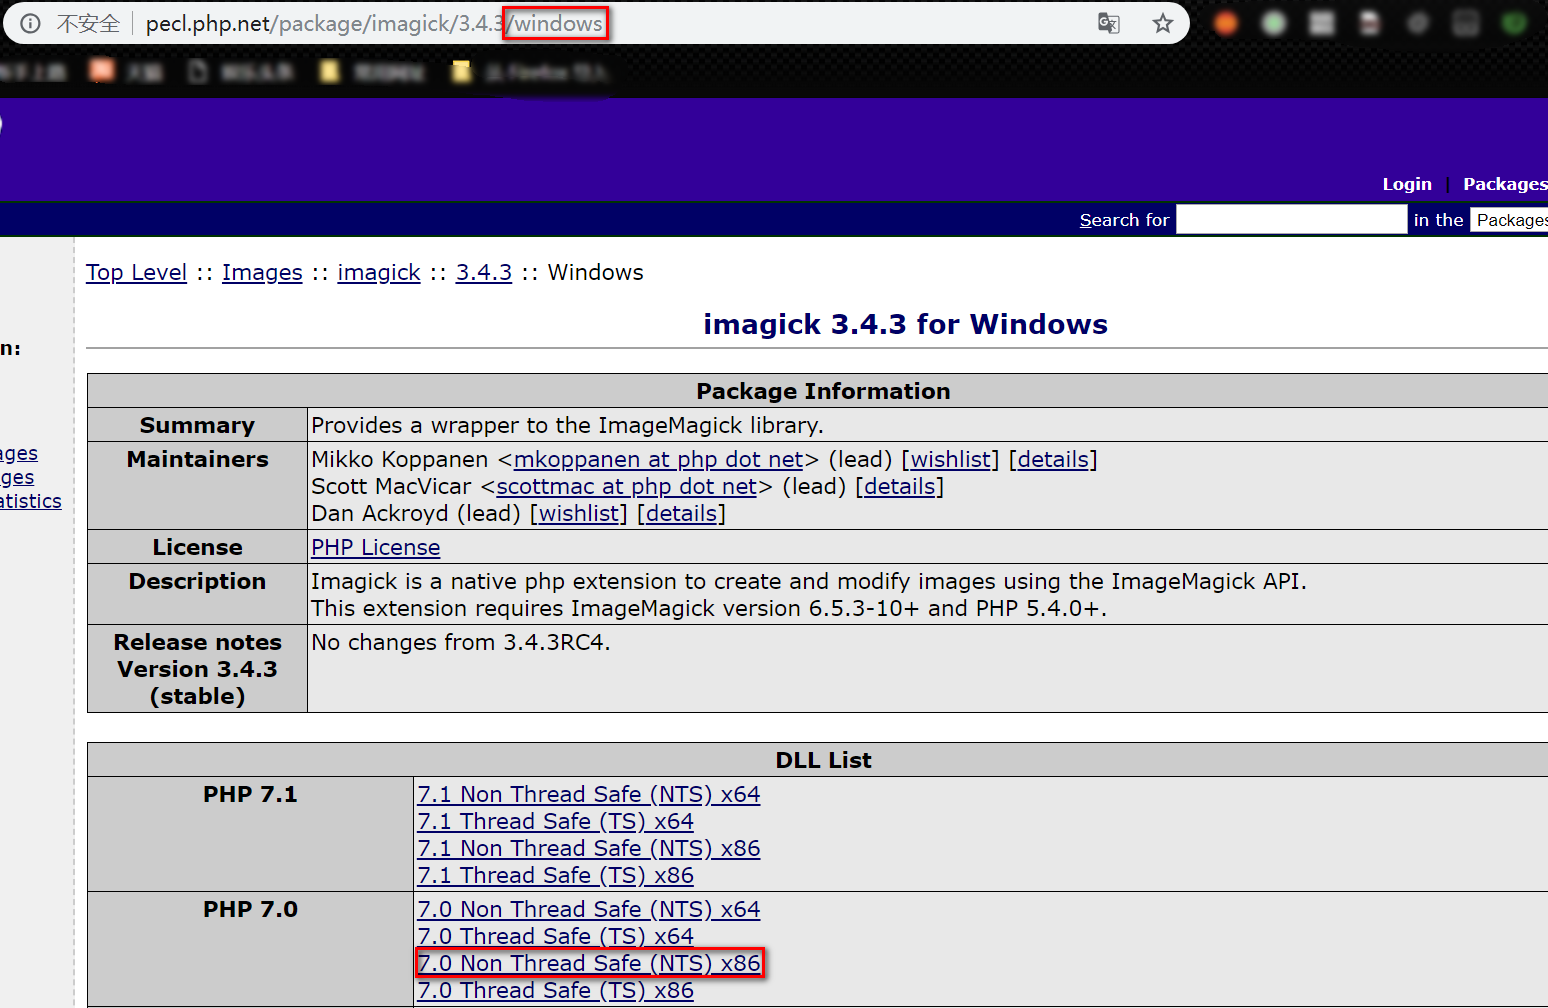 不安全 pecl.php.net/package/imagick/3.4.3/windows
Login | Packages
Search for in the Packages
Top Level :: Images :: imagick :: 3.4.3 :: Windows
n:
ages
ges
atistics
imagick 3.4.3 for Windows
Package Information
Summary Provides a wrapper to the ImageMagick library.
Maintainers Mikko Koppanen <mkoppanen at php dot net> (lead) [wishlist] [details]
Scott MacVicar <scottmac at php dot net> (lead) [details]
Dan Ackroyd (lead) [wishlist] [details]
License PHP License
Description Imagick is a native php extension to create and modify images using the ImageMagick API.
This extension requires ImageMagick version 6.5.3-10+ and PHP 5.4.0+.
Release notes No changes from 3.4.3RC4.
Version 3.4.3
(stable)
DLL List
PHP 7.1 7.1 Non Thread Safe (NTS) x64
7.1 Thread Safe (TS) x64
7.1 Non Thread Safe (NTS) x86
7.1 Thread Safe (TS) x86
PHP 7.0 7.0 Non Thread Safe (NTS) x64
7.0 Thread Safe (TS) x64
7.0 Non Thread Safe (NTS) x86
7.0 Thread Safe (TS) x86